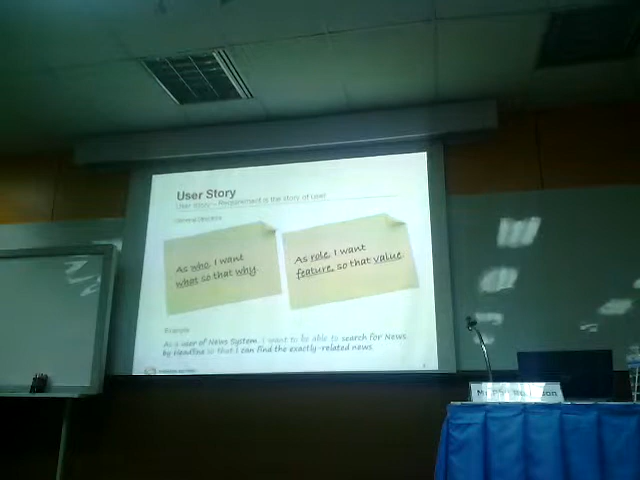 User Story
User Story – Requirement is the story of user
As who, I want
what so that why.
As role, I want
feature, so that value
Example
As a user of News System, I want to be able to search for News
by Headline so that I can find the exactly-related news